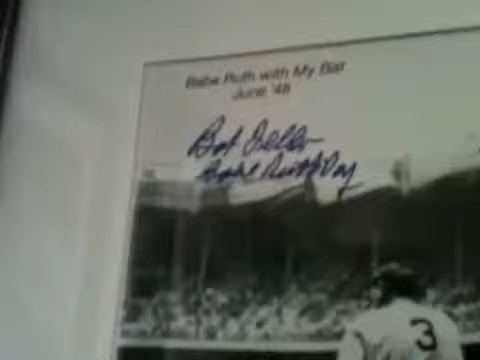 Babe Ruth with My Bat
June '48
Bob Feller
Babe Ruth Day
3